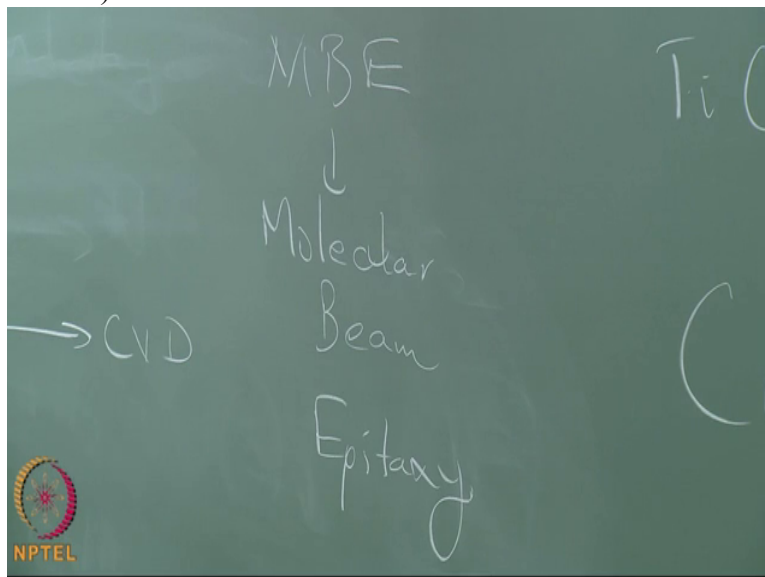 MBE
Ti C
↓
Molecular
Beam
→ CVD
(
Epitaxy
NPTEL